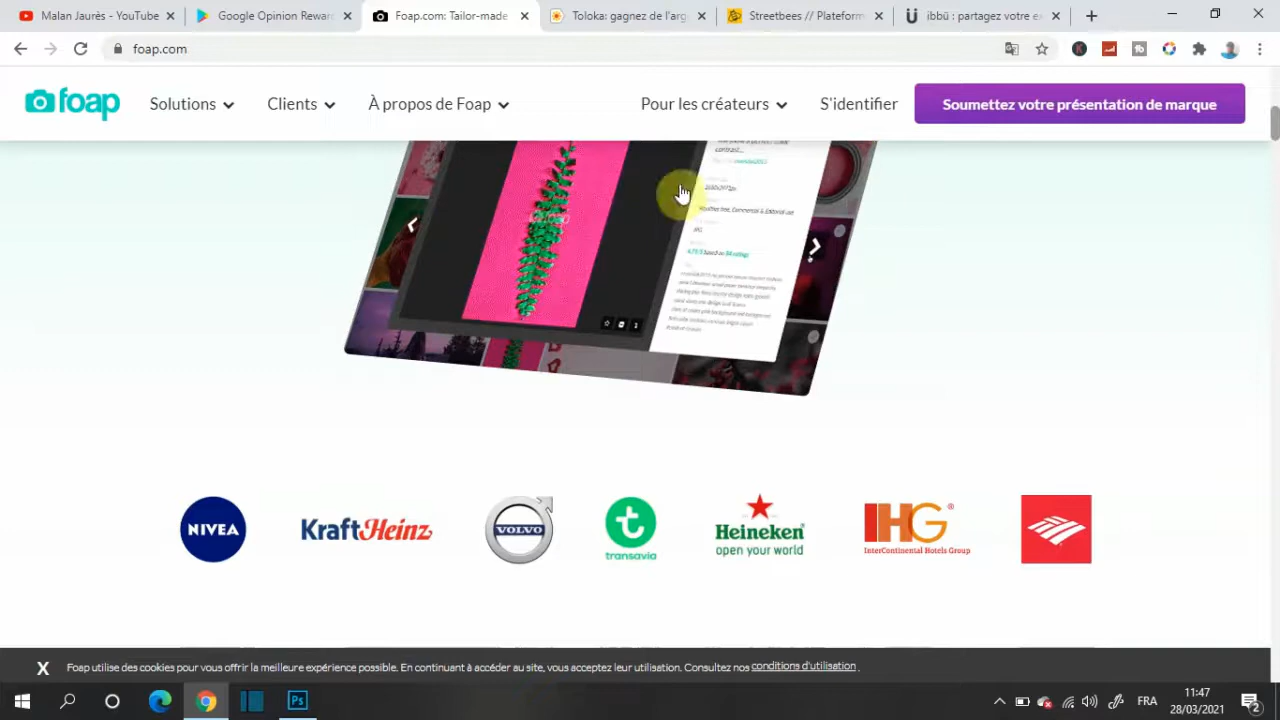 Malan Jaurès - YouTube
Google Opinion Rewar
Foap.com: Tailor-made
Toloka: gagnez de l'arg
Streetbees // Plateform
ibbü : partagez votre ex
foap.com
foap
Solutions
Clients
À propos de Foap
Pour les créateurs
S'identifier
Soumettez votre présentation de marque
NIVEA
KraftHeinz
VOLVO
t
transavia
Heineken
open your world
IHG®
InterContinental Hotels Group
X
Foap utilise des cookies pour vous offrir la meilleure expérience possible. En continuant à accéder au site, vous acceptez leur utilisation. Consultez nos conditions d'utilisation .
Ps
FRA
11:47
28/03/2021
2